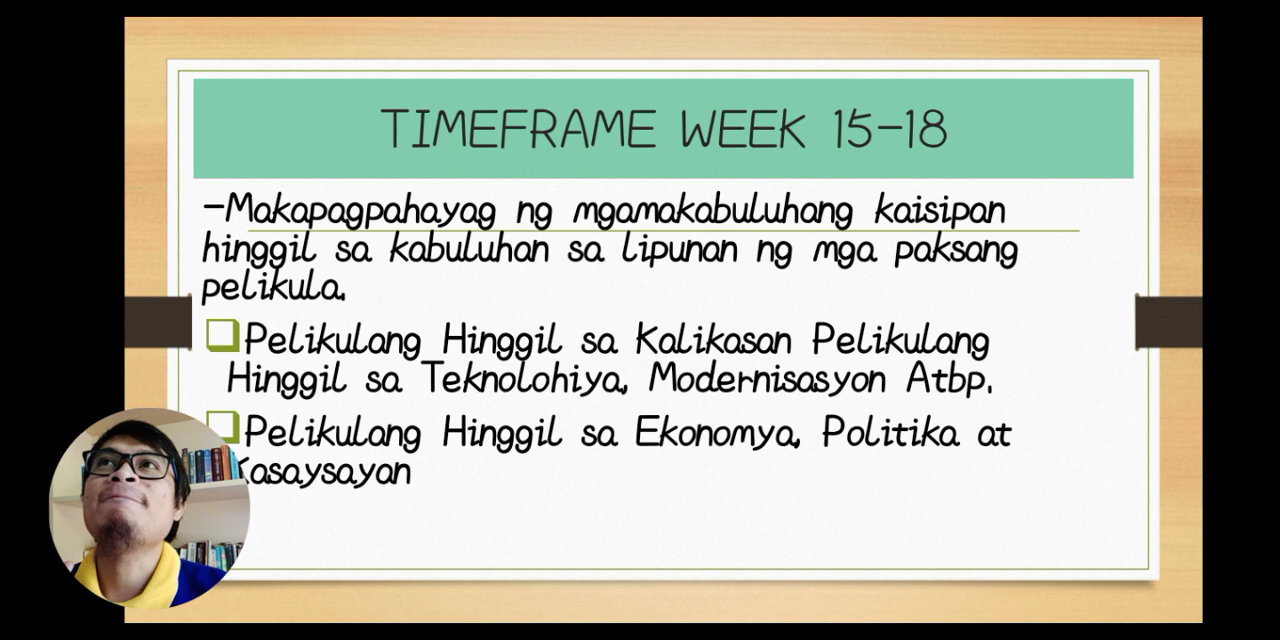 TIMEFRAME WEEK 15-18
-Makapagpahayag ng mgamakabuluhang kaisipan
hinggil sa kabuluhan sa lipunan ng mga paksang
pelikula.
Pelikulang Hinggil sa Kalikasan Pelikulang
Hinggil sa Teknolohiya, Modernisasyon Atbp.
Pelikulang Hinggil sa Ekonomya, Politika at
Kasaysayan